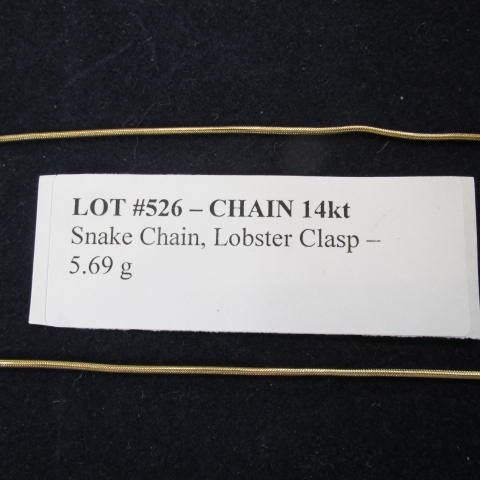 LOT #526 – CHAIN 14kt
Snake Chain, Lobster Clasp –
5.69 g